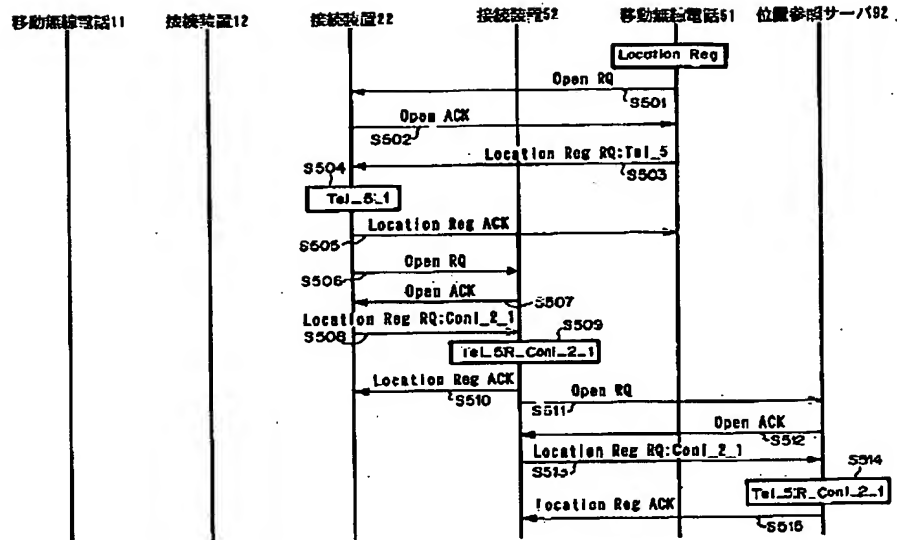 移動無線電話11 接続装置12 接続装置22 接続装置52 移動無線電話51 位置参照サーバ92
Location Reg
Open RQ
S501
Open ACK
S502
Location Reg RQ:Tel_5
S503
S504
Tel_5_1
Location Reg ACK
S505
Open RQ
S506
Open ACK
S507
Location Reg RQ:Conl_2_1
S508
S509
Tel_5R_Conl_2_1
Location Reg ACK
S510
Open RQ
S511
Open ACK
S512
Location Reg RQ:Conl_2_1
S513
S514
Tel_5R_Conl_2_1
Location Reg ACK
S515